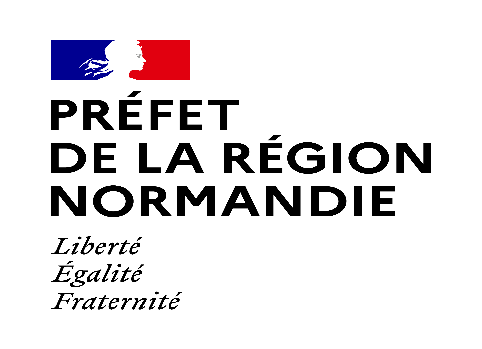 PRÉFET
DE LA RÉGION
NORMANDIE
Liberté
Égalité
Fraternité